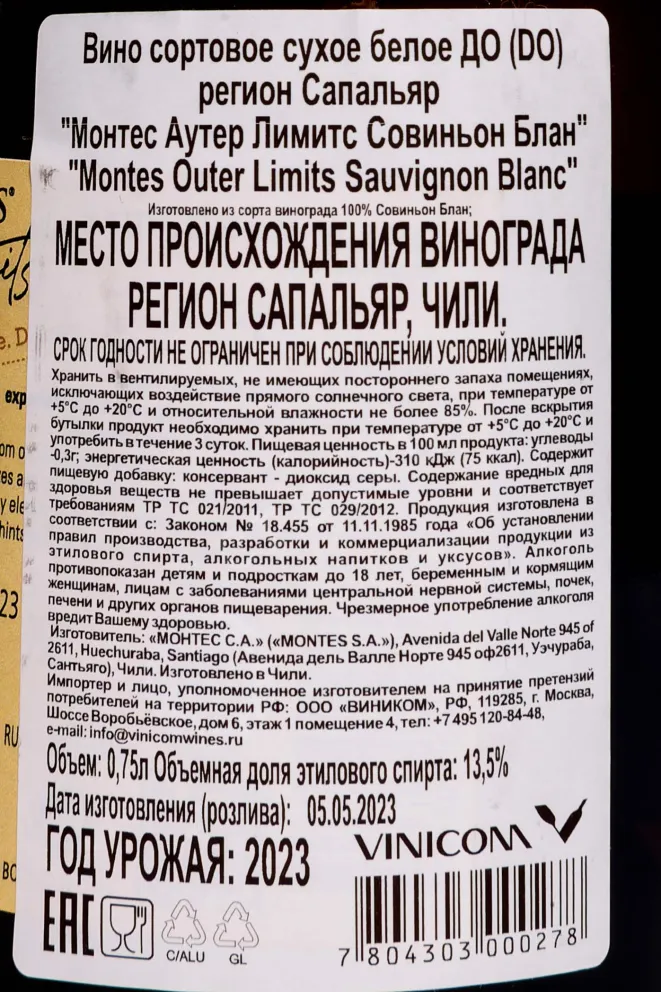 Вино сортовое сухое белое ДО (DO)
регион Сапальяр
"Монтес Аутер Лимитс Совиньон Блан"
"Montes Outer Limits Sauvignon Blanc"
Изготовлено из сорта винограда 100% Совиньон Блан;
МЕСТО ПРОИСХОЖДЕНИЯ ВИНОГРАДА
РЕГИОН САПАЛЬЯР, ЧИЛИ.
СРОК ГОДНОСТИ НЕ ОГРАНИЧЕН ПРИ СОБЛЮДЕНИИ УСЛОВИЙ ХРАНЕНИЯ.
Хранить в вентилируемых, не имеющих постороннего запаха помещениях,
исключающих воздействие прямого солнечного света, при температуре от
+5°С до +20°С и относительной влажности не более 85%. После вскрытия
бутылки продукт необходимо хранить при температуре от +5°С до +20°С и
употребить в течение 3 суток. Пищевая ценность в 100 мл продукта: углеводы
-0,3г; энергетическая ценность (калорийность)-310 кДж (75 ккал). Содержит
пищевую добавку: консервант - диоксид серы. Содержание вредных для
здоровья веществ не превышает допустимые уровни и соответствует
требованиям ТР ТС 021/2011, ТР ТС 029/2012. Продукция изготовлена в
соответствии с: Законом № 18.455 от 11.11.1985 года «Об установлении
правил производства, разработки и коммерциализации продукции из
этилового спирта, алкогольных напитков и уксусов». Алкоголь
противопоказан детям и подросткам до 18 лет, беременным и кормящим
женщинам, лицам с заболеваниями центральной нервной системы, почек,
печени и других органов пищеварения. Чрезмерное употребление алкоголя
вредит Вашему здоровью.
Изготовитель: «МОНТЕС С.А.» («MONTES S.A.»), Avenida del Valle Norte 945 of
2611, Huechuraba, Santiago (Авенида дель Валле Норте 945 оф2611, Уэчураба,
Сантьяго), Чили. Изготовлено в Чили.
Импортер и лицо, уполномоченное изготовителем на принятие претензий
потребителей на территории РФ: ООО «ВИНИКОМ», РФ, 119285, г. Москва,
Шоссе Воробьёвское, дом 6, этаж 1 помещение 4, тел: +7 495 120-84-48,
e-mail: info@vinicomwines.ru
Объем: 0,75л Объемная доля этилового спирта: 13,5%
Дата изготовления (розлива): 05.05.2023
ГОД УРОЖАЯ: 2023
VINICOM
EAC
C/ALU
GL
7 804303 000278